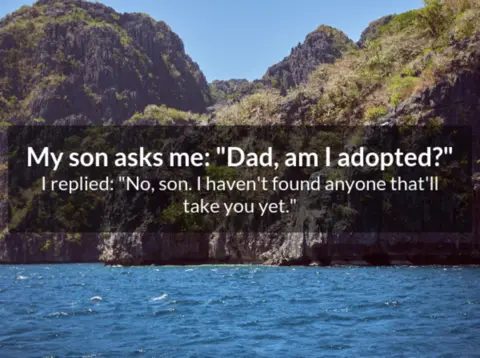 My son asks me: "Dad, am I adopted?"
I replied: "No, son. I haven't found anyone that'll
take you yet."